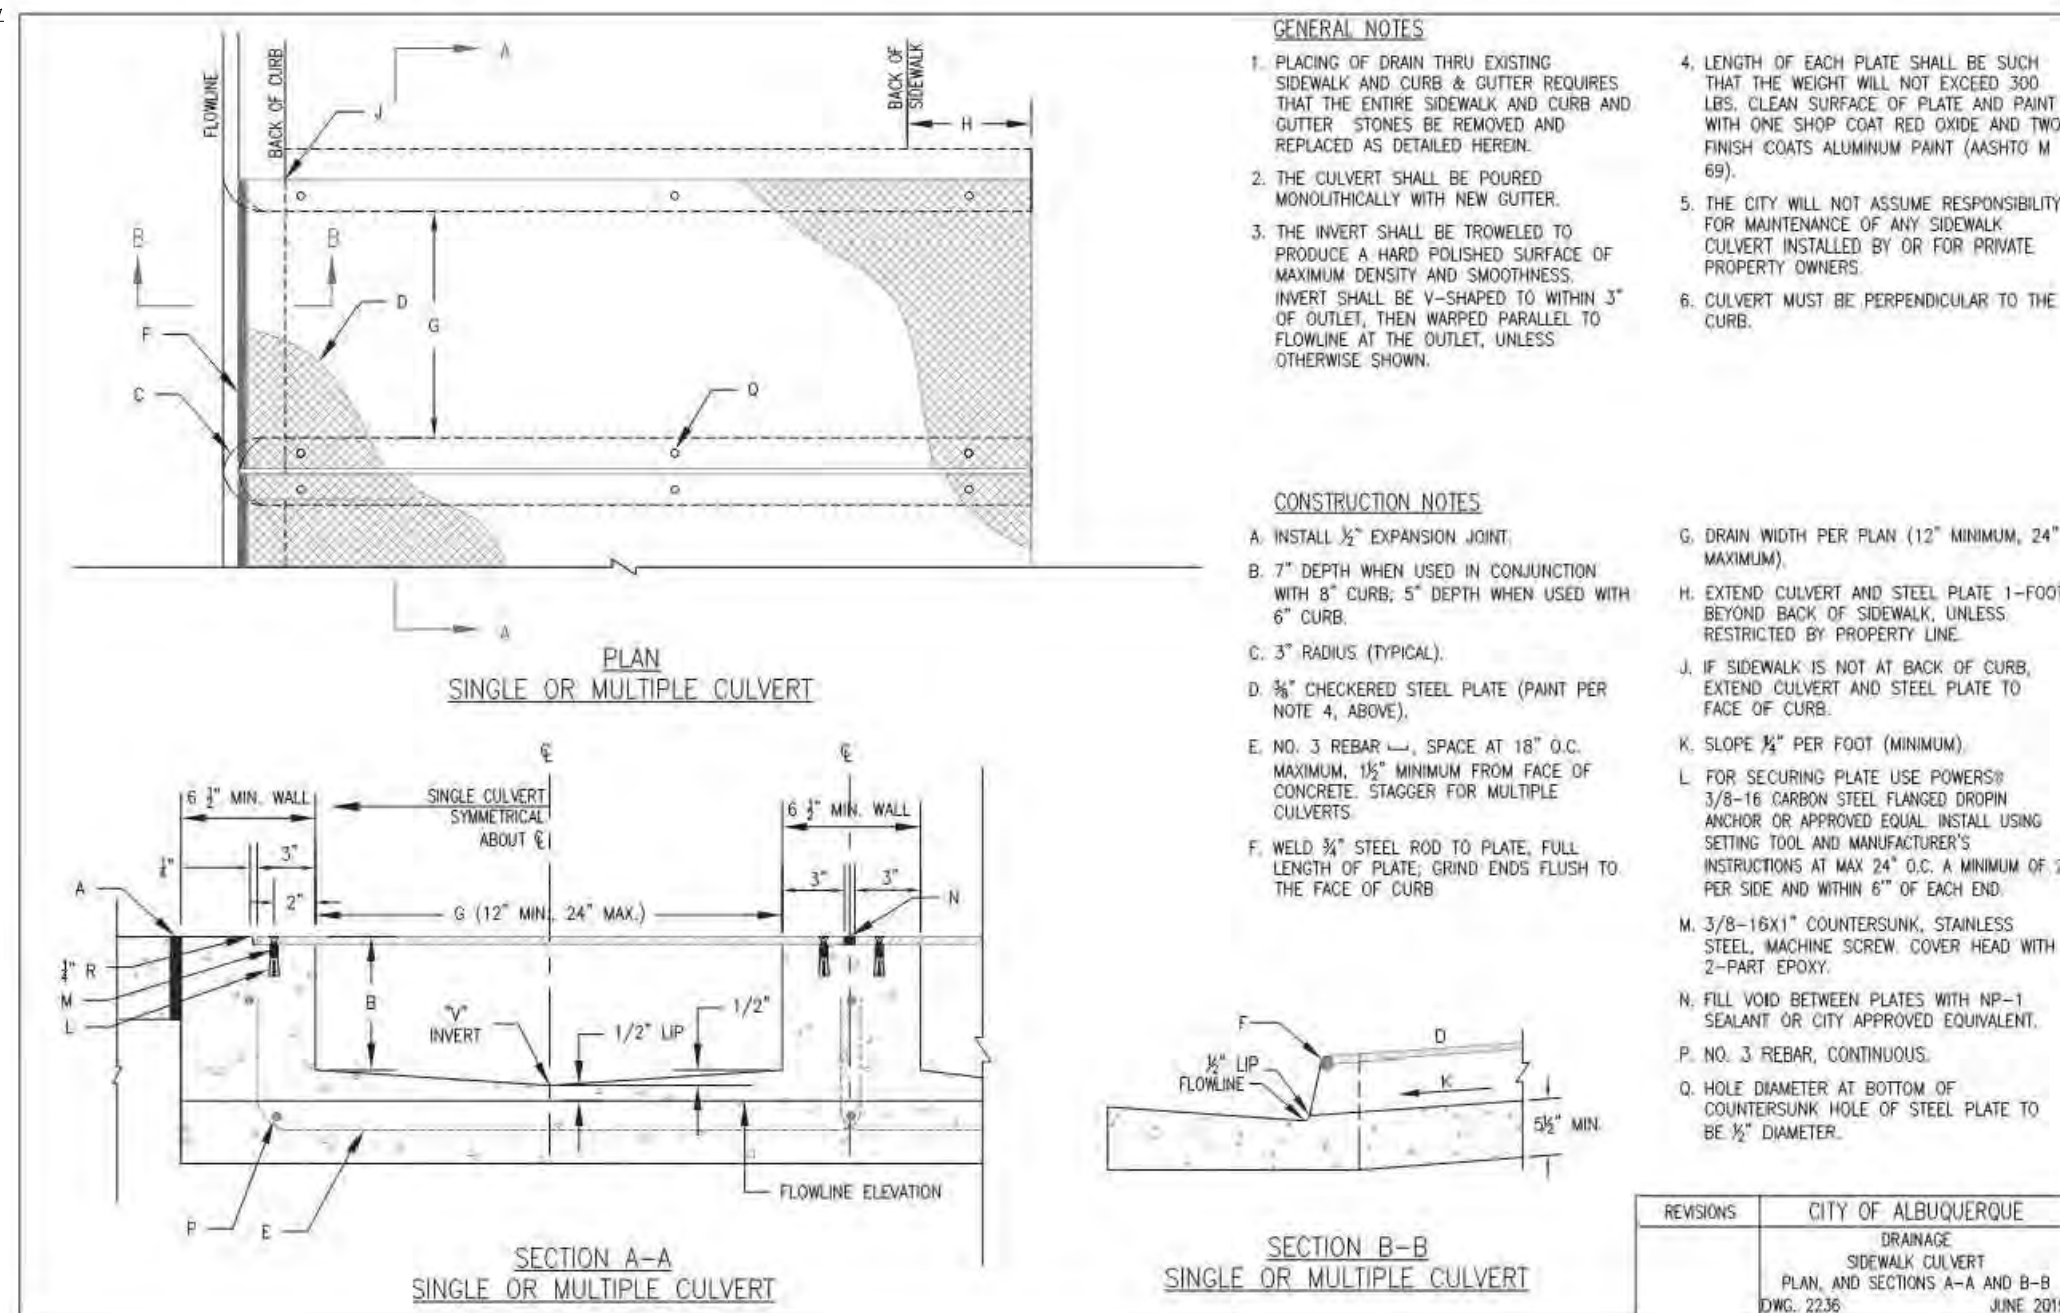 FLOWLINE
BACK OF CURB
A
J
BACK OF
SIDEWALK
H
B
B
D
G
F
C
Q
A
PLAN
SINGLE OR MULTIPLE CULVERT
℄
℄
6 ½" MIN. WALL
SINGLE CULVERT
SYMMETRICAL
ABOUT ℄
6 ½" MIN. WALL
3"
2"
3"
3"
A
G (12" MIN. 24" MAX.)
N
R
M
L
B
"V"
INVERT
1/2" LIP
1/2"
FLOWLINE ELEVATION
P
E
SECTION A-A
SINGLE OR MULTIPLE CULVERT
F
D
½" LIP
FLOWLINE
K
5½" MIN.
SECTION B-B
SINGLE OR MULTIPLE CULVERT
GENERAL NOTES
1. PLACING OF DRAIN THRU EXISTING
SIDEWALK AND CURB & GUTTER REQUIRES
THAT THE ENTIRE SIDEWALK AND CURB AND
GUTTER STONES BE REMOVED AND
REPLACED AS DETAILED HEREIN.
2. THE CULVERT SHALL BE POURED
MONOLITHICALLY WITH NEW GUTTER.
3. THE INVERT SHALL BE TROWELED TO
PRODUCE A HARD POLISHED SURFACE OF
MAXIMUM DENSITY AND SMOOTHNESS.
INVERT SHALL BE V-SHAPED TO WITHIN 3"
OF OUTLET, THEN WARPED PARALLEL TO
FLOWLINE AT THE OUTLET, UNLESS
OTHERWISE SHOWN.
4. LENGTH OF EACH PLATE SHALL BE SUCH
THAT THE WEIGHT WILL NOT EXCEED 300
LBS. CLEAN SURFACE OF PLATE AND PAINT
WITH ONE SHOP COAT RED OXIDE AND TWO
FINISH COATS ALUMINUM PAINT (AASHTO M
69).
5. THE CITY WILL NOT ASSUME RESPONSIBILITY
FOR MAINTENANCE OF ANY SIDEWALK
CULVERT INSTALLED BY OR FOR PRIVATE
PROPERTY OWNERS.
6. CULVERT MUST BE PERPENDICULAR TO THE
CURB.
CONSTRUCTION NOTES
A. INSTALL ½" EXPANSION JOINT.
B. 7" DEPTH WHEN USED IN CONJUNCTION
WITH 8" CURB; 5" DEPTH WHEN USED WITH
6" CURB.
C. 3" RADIUS (TYPICAL).
D. CHECKERED STEEL PLATE (PAINT PER
NOTE 4, ABOVE).
E. NO. 3 REBAR, SPACE AT 18" O.C.
MAXIMUM, 1½" MINIMUM FROM FACE OF
CONCRETE. STAGGER FOR MULTIPLE
CULVERTS.
F. WELD ¾" STEEL ROD TO PLATE, FULL
LENGTH OF PLATE; GRIND ENDS FLUSH TO
THE FACE OF CURB
G. DRAIN WIDTH PER PLAN (12" MINIMUM, 24"
MAXIMUM).
H. EXTEND CULVERT AND STEEL PLATE 1-FOOT
BEYOND BACK OF SIDEWALK, UNLESS
RESTRICTED BY PROPERTY LINE.
J. IF SIDEWALK IS NOT AT BACK OF CURB,
EXTEND CULVERT AND STEEL PLATE TO
FACE OF CURB.
K. SLOPE ¼" PER FOOT (MINIMUM).
L. FOR SECURING PLATE USE POWERS®
3/8-16 CARBON STEEL FLANGED DROPIN
ANCHOR OR APPROVED EQUAL. INSTALL USING
SETTING TOOL AND MANUFACTURER'S
INSTRUCTIONS AT MAX 24" O.C. A MINIMUM OF 2
PER SIDE AND WITHIN 6'" OF EACH END.
M. 3/8-16X1" COUNTERSUNK, STAINLESS
STEEL, MACHINE SCREW. COVER HEAD WITH
2-PART EPOXY.
N. FILL VOID BETWEEN PLATES WITH NP-1
SEALANT OR CITY APPROVED EQUIVALENT.
P. NO. 3 REBAR, CONTINUOUS.
Q. HOLE DIAMETER AT BOTTOM OF
COUNTERSUNK HOLE OF STEEL PLATE TO
BE ½" DIAMETER.
REVISIONS
CITY OF ALBUQUERQUE
DRAINAGE
SIDEWALK CULVERT
PLAN, AND SECTIONS A-A AND B-B
DWG. 2236
JUNE